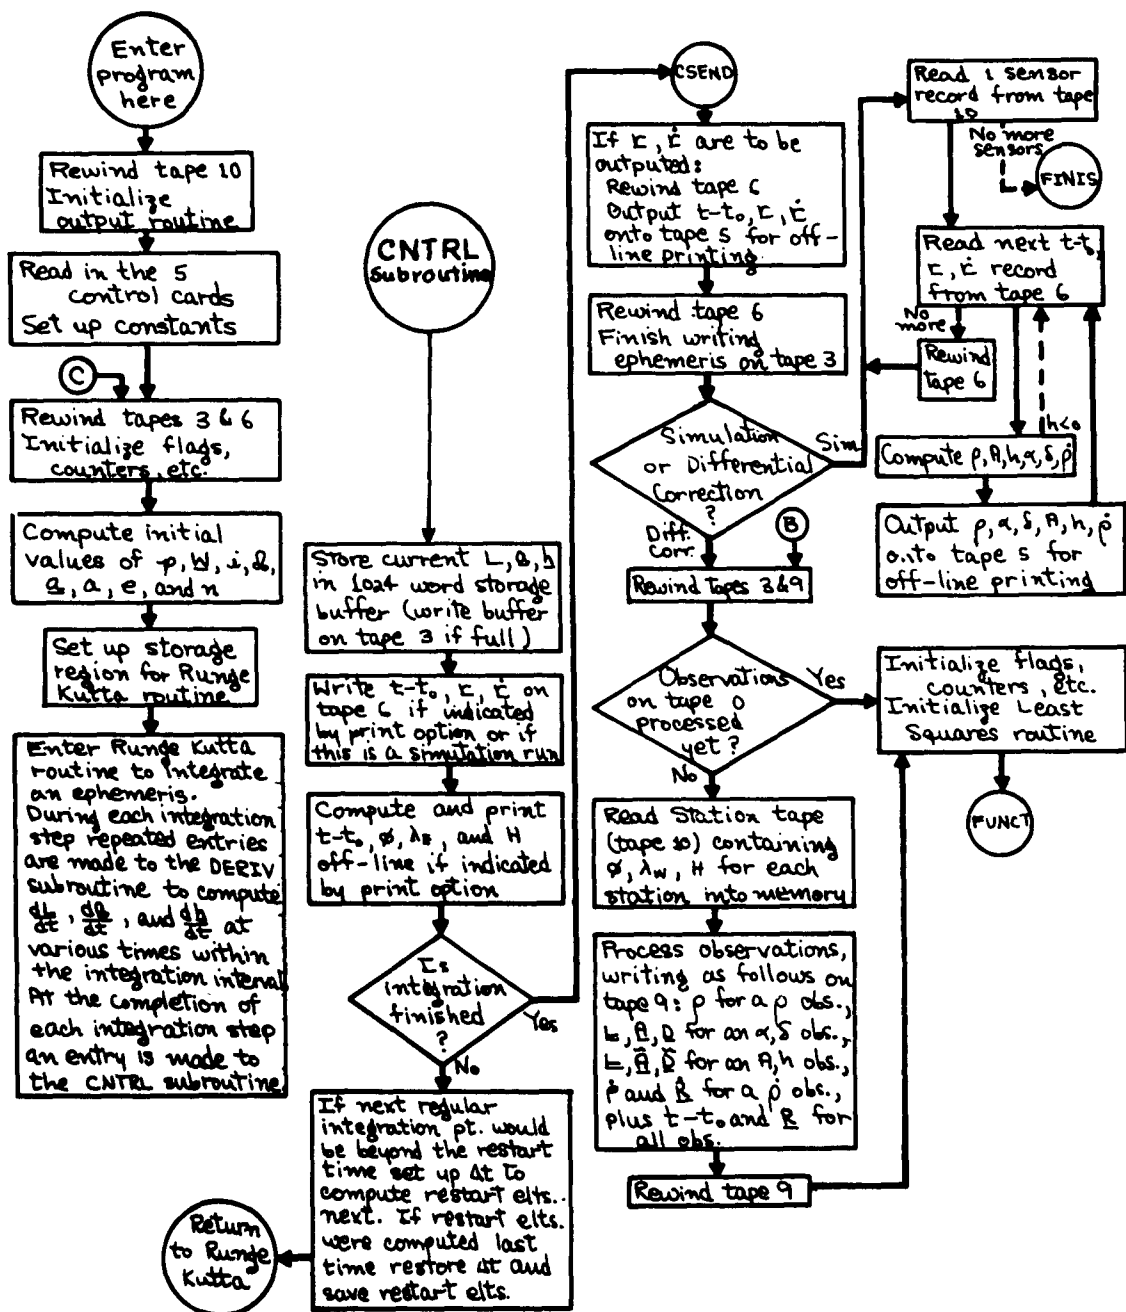 Enter
program
here
Rewind tape 10
Initialize
output routine
Read in the 5
control cards
Set up constants
C
Rewind tapes 3 & 6
Initialize flags,
counters, etc.
Compute initial
values of p, W, i, Ω,
a, e, and n
Set up storage
region for Runge
Kutta routine
Enter Runge Kutta
routine to integrate
an ephemeris.
During each integration
step repeated entries
are made to the DERIV
subroutine to compute
and at
various times within
the integration interval
At the completion of
each integration step
an entry is made to
the CNTRL subroutine
CNTRL
Subroutine
Store current L, a, h
in 1024 word storage
buffer (write buffer
on tape 3 if full)
Write t-t₀, r, ṙ on
tape 6 if indicated
by print option or if
this is a simulation run
Compute and print
t-t₀, ø, λE, and H
off-line if indicated
by print option
Is
integration
finished
?
Yes
No
If next regular
integration pt. would
be beyond the restart
time set up Δt to
compute restart elts.
next. If restart elts.
were computed last
time restore Δt and
save restart elts.
Return
to Runge
Kutta
CSEND
If r, ṙ are to be
outputed:
Rewind tape 6
Output t-t₀, r, ṙ
onto tape 5 for off-
line printing
Rewind tape 6
Finish writing
ephemeris on tape 3
Simulation
or Differential
Correction
?
Sim.
Diff.
Corr.
B
Rewind tapes 3 & 9
Observations
on tape 0
processed
yet?
Yes
No
Read Station tape
(tape 10) containing
ø, λw, H for each
station into memory
Process observations,
writing as follows on
tape 9: ρ for a ρ obs.,
L, A, D for an α, δ obs.,
L, Ã, D̃ for an A, h obs.,
ρ̇ and Ṙ for a ρ̇ obs.,
plus t-t₀ and R for
all obs.
Rewind tape 9
Read 1 sensor
record from tape
10
No more
sensors
FINIS
Read next t-t₀,
r, ṙ record
from tape 6
No
more
Rewind
tape 6
h<0
Compute ρ, A, h, α, δ, ρ̇
Output ρ, α, δ, A, h, ρ̇
onto tape 5 for
off-line printing
Initialize flags,
counters, etc.
Initialize Least
Squares routine
FUNCT